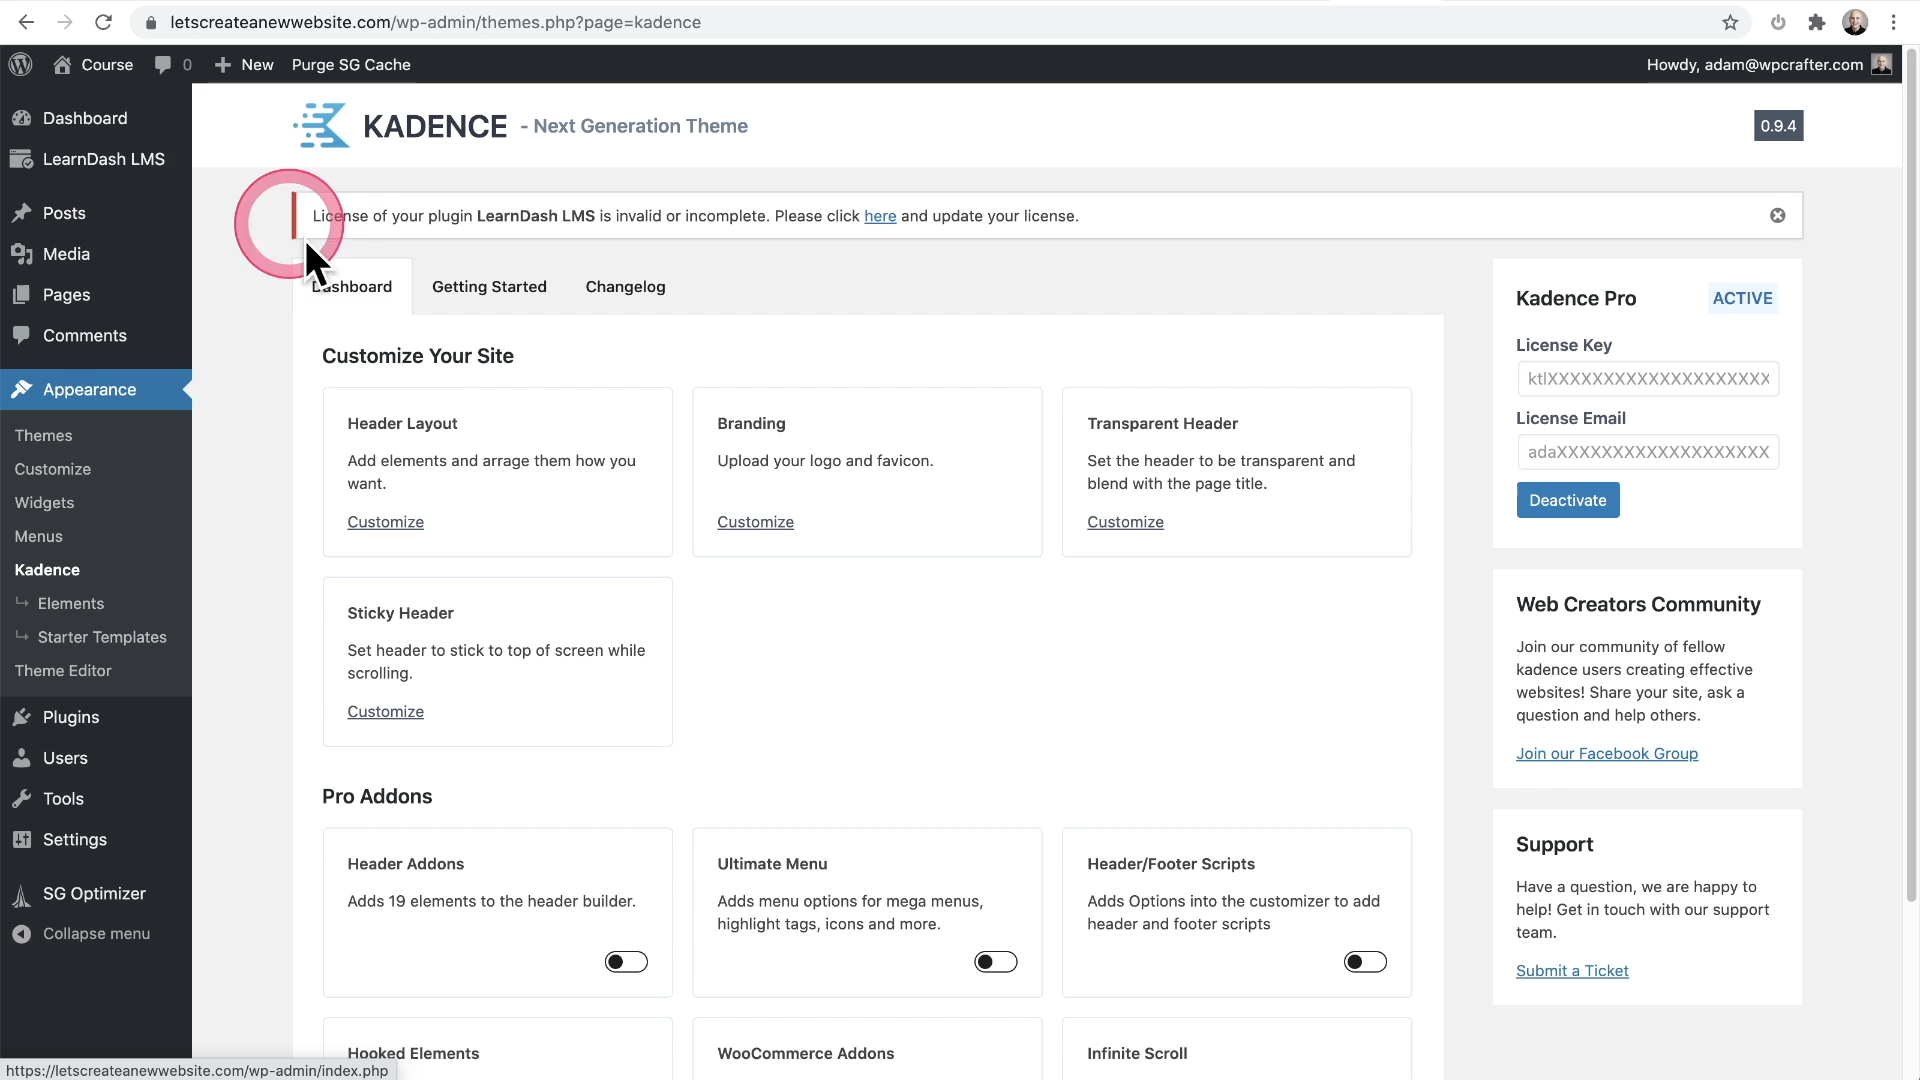 letscreateanewwebsite.com/wp-admin/themes.php?page=kadence
Course
0
New
Purge SG Cache
Howdy, adam@wpcrafter.com
Dashboard
LearnDash LMS
Posts
Media
Pages
Comments
Appearance
Themes
Customize
Widgets
Menus
Kadence
Elements
Starter Templates
Theme Editor
Plugins
Users
Tools
Settings
SG Optimizer
Collapse menu
KADENCE - Next Generation Theme
0.9.4
License of your plugin LearnDash LMS is invalid or incomplete. Please click here and update your license.
Dashboard
Getting Started
Changelog
Customize Your Site
Header Layout
Add elements and arrage them how you
want.
Customize
Branding
Upload your logo and favicon.
Customize
Transparent Header
Set the header to be transparent and
blend with the page title.
Customize
Sticky Header
Set header to stick to top of screen while
scrolling.
Customize
Pro Addons
Header Addons
Adds 19 elements to the header builder.
Ultimate Menu
Adds menu options for mega menus,
highlight tags, icons and more.
Header/Footer Scripts
Adds Options into the customizer to add
header and footer scripts
Hooked Elements
WooCommerce Addons
Infinite Scroll
Kadence Pro
ACTIVE
License Key
ktlXXXXXXXXXXXXXXXXXXXX
License Email
adaXXXXXXXXXXXXXXXXXXX
Deactivate
Web Creators Community
Join our community of fellow
kadence users creating effective
websites! Share your site, ask a
question and help others.
Join our Facebook Group
Support
Have a question, we are happy to
help! Get in touch with our support
team.
Submit a Ticket
https://letscreateanewwebsite.com/wp-admin/index.php